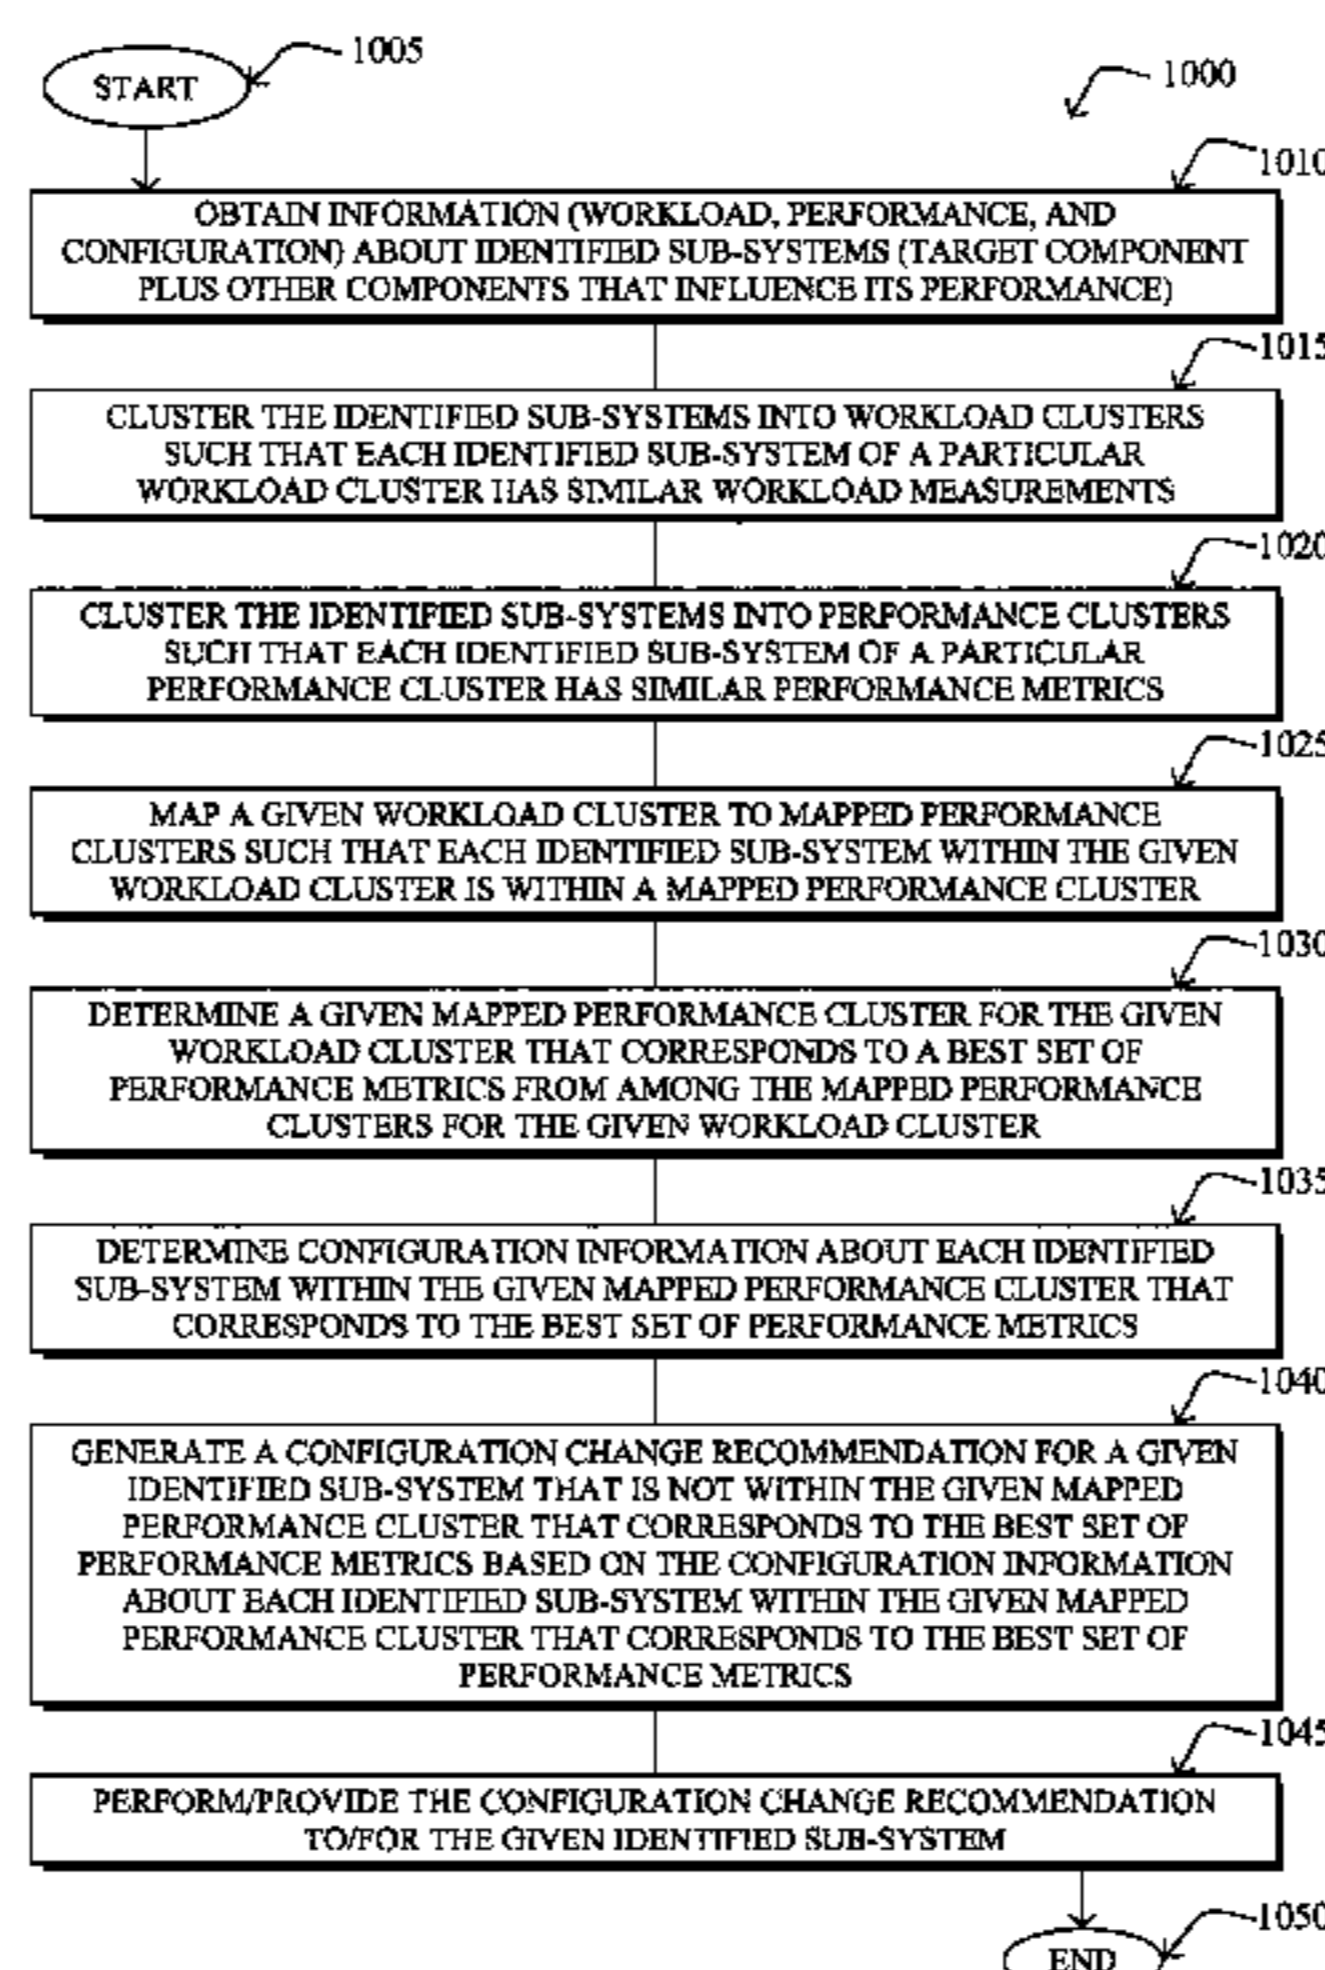 1005
START
1000
1010
OBTAIN INFORMATION (WORKLOAD, PERFORMANCE, AND
CONFIGURATION) ABOUT IDENTIFIED SUB-SYSTEMS (TARGET COMPONENT
PLUS OTHER COMPONENTS THAT INFLUENCE ITS PERFORMANCE)
1015
CLUSTER THE IDENTIFIED SUB-SYSTEMS INTO WORKLOAD CLUSTERS
SUCH THAT EACH IDENTIFIED SUB-SYSTEM OF A PARTICULAR
WORKLOAD CLUSTER HAS SIMILAR WORKLOAD MEASUREMENTS
1020
CLUSTER THE IDENTIFIED SUB-SYSTEMS INTO PERFORMANCE CLUSTERS
SUCH THAT EACH IDENTIFIED SUB-SYSTEM OF A PARTICULAR
PERFORMANCE CLUSTER HAS SIMILAR PERFORMANCE METRICS
1025
MAP A GIVEN WORKLOAD CLUSTER TO MAPPED PERFORMANCE
CLUSTERS SUCH THAT EACH IDENTIFIED SUB-SYSTEM WITHIN THE GIVEN
WORKLOAD CLUSTER IS WITHIN A MAPPED PERFORMANCE CLUSTER
1030
DETERMINE A GIVEN MAPPED PERFORMANCE CLUSTER FOR THE GIVEN
WORKLOAD CLUSTER THAT CORRESPONDS TO A BEST SET OF
PERFORMANCE METRICS FROM AMONG THE MAPPED PERFORMANCE
CLUSTERS FOR THE GIVEN WORKLOAD CLUSTER
1035
DETERMINE CONFIGURATION INFORMATION ABOUT EACH IDENTIFIED
SUB-SYSTEM WITHIN THE GIVEN MAPPED PERFORMANCE CLUSTER THAT
CORRESPONDS TO THE BEST SET OF PERFORMANCE METRICS
1040
GENERATE A CONFIGURATION CHANGE RECOMMENDATION FOR A GIVEN
IDENTIFIED SUB-SYSTEM THAT IS NOT WITHIN THE GIVEN MAPPED
PERFORMANCE CLUSTER THAT CORRESPONDS TO THE BEST SET OF
PERFORMANCE METRICS BASED ON THE CONFIGURATION INFORMATION
ABOUT EACH IDENTIFIED SUB-SYSTEM WITHIN THE GIVEN MAPPED
PERFORMANCE CLUSTER THAT CORRESPONDS TO THE BEST SET OF
PERFORMANCE METRICS
1045
PERFORM/PROVIDE THE CONFIGURATION CHANGE RECOMMENDATION
TO/FOR THE GIVEN IDENTIFIED SUB-SYSTEM
1050
END